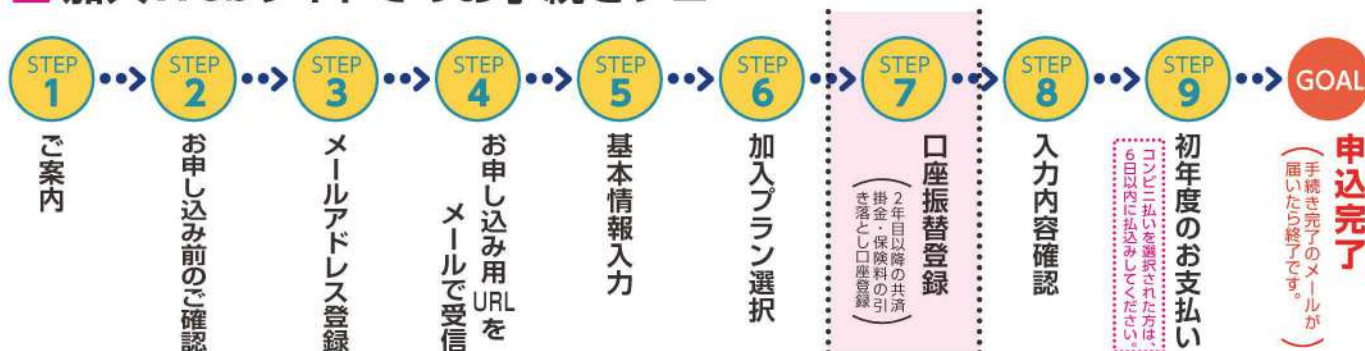 STEP
1
ご案内
STEP
2
お申し込み前のご確認
STEP
3
メールアドレス登録
STEP
4
お申し込み用URLを
メールで受信
STEP
5
基本情報入力
STEP
6
加入プラン選択
STEP
7
口座振替登録
(2年目以降の共済
掛金・保険料の引
き落とし口座登録)
STEP
8
入力内容確認
STEP
9
初年度のお支払い
コンビニ払いを選択された方は、
6日以内に払込みしてください。
GOAL
申込完了
(手続き完了のメールが
届いたら終了です。)